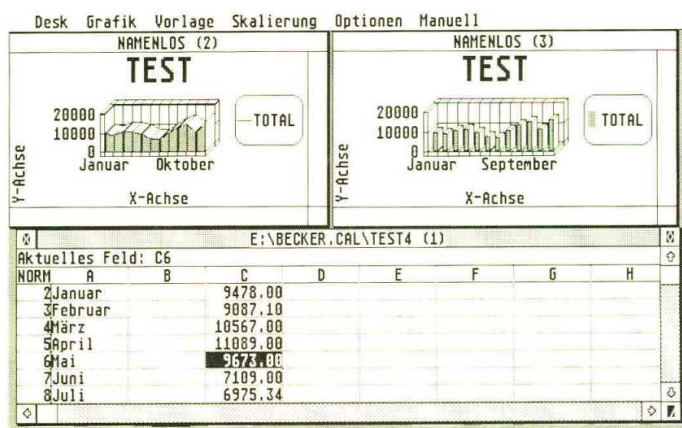 Desk Grafik Vorlage Skalierung Optionen Manuell
NAMENLOS (2)
TEST
20000
10000
0
Januar Oktober
Y-Achse
X-Achse
TOTAL
NAMENLOS (3)
TEST
20000
10000
0
Januar September
Y-Achse
X-Achse
TOTAL
E:\BECKER.CAL\TEST4 (1)
Aktuelles Feld: C6
NORM A B C D E F G H
2 Januar 9478.00
3 Februar 9087.10
4 März 10567.00
5 April 11089.00
6 Mai 9673.00
7 Juni 7109.00
8 Juli 6975.34